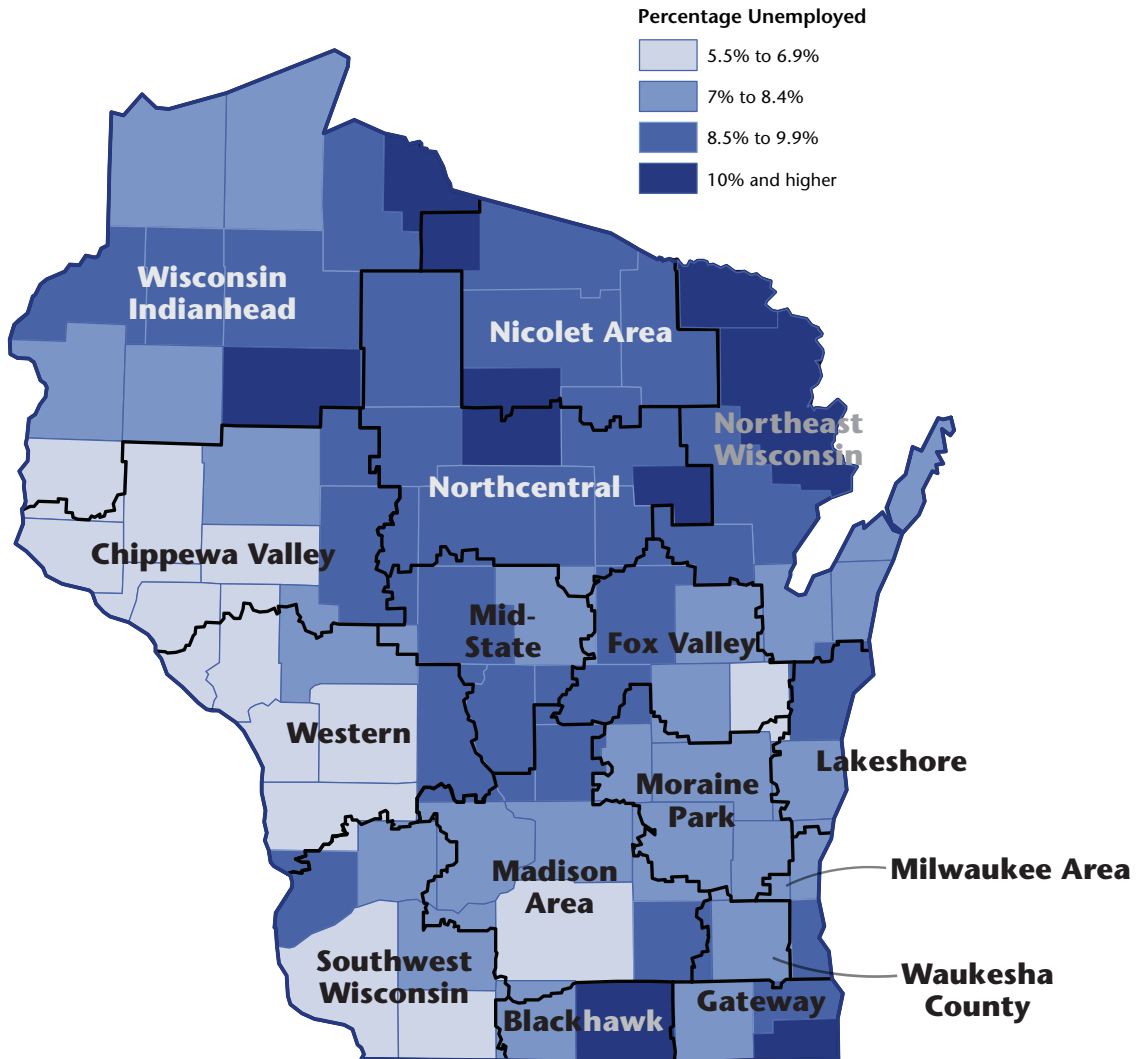 Percentage Unemployed
5.5% to 6.9%
7% to 8.4%
8.5% to 9.9%
10% and higher
Wisconsin
Indianhead
Nicolet Area
Northeast
Wisconsin
Northcentral
Chippewa Valley
Mid-
State
Fox Valley
Western
Lakeshore
Moraine
Park
Madison
Area
Milwaukee Area
Southwest
Wisconsin
Waukesha
County
Gateway
Blackhawk